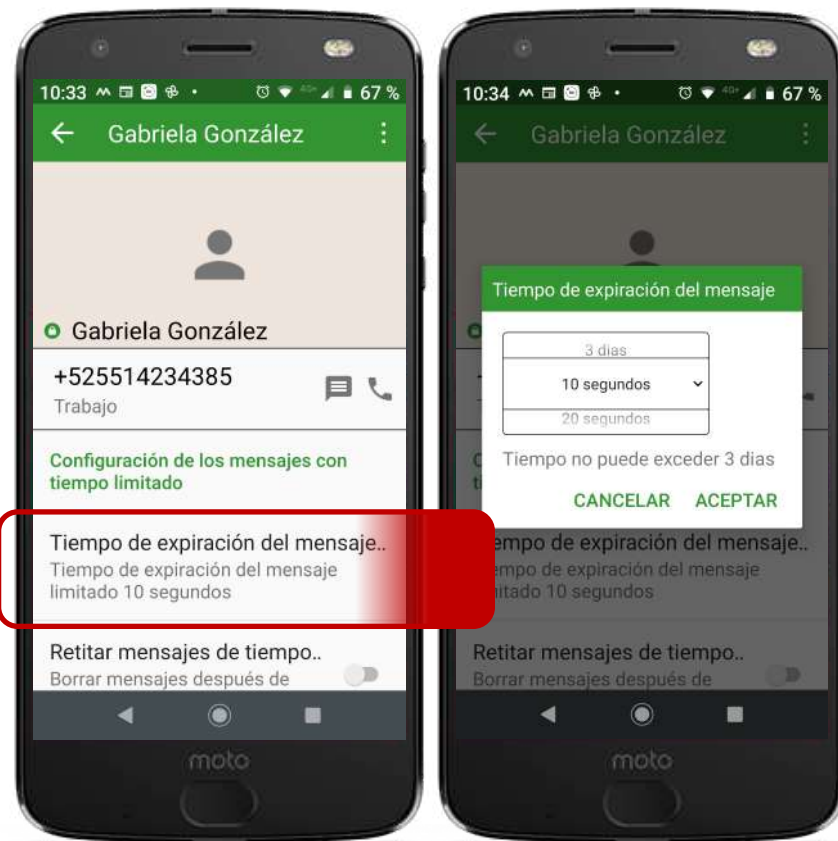 10:33
67 %
Gabriela González
Gabriela González
+525514234385
Trabajo
Configuración de los mensajes con
tiempo limitado
Tiempo de expiración del mensaje..
Tiempo de expiración del mensaje
limitado 10 segundos
Retitar mensajes de tiempo..
Borrar mensajes después de
moto
10:34
4G+
67 %
Gabriela González
Tiempo de expiración del mensaje
3 dias
10 segundos
20 segundos
Tiempo no puede exceder 3 dias
CANCELAR ACEPTAR
empo de expiración del mensaje..
empo de expiración del mensaje
itado 10 segundos
Retitar mensajes de tiempo..
Borrar mensajes después de
moto